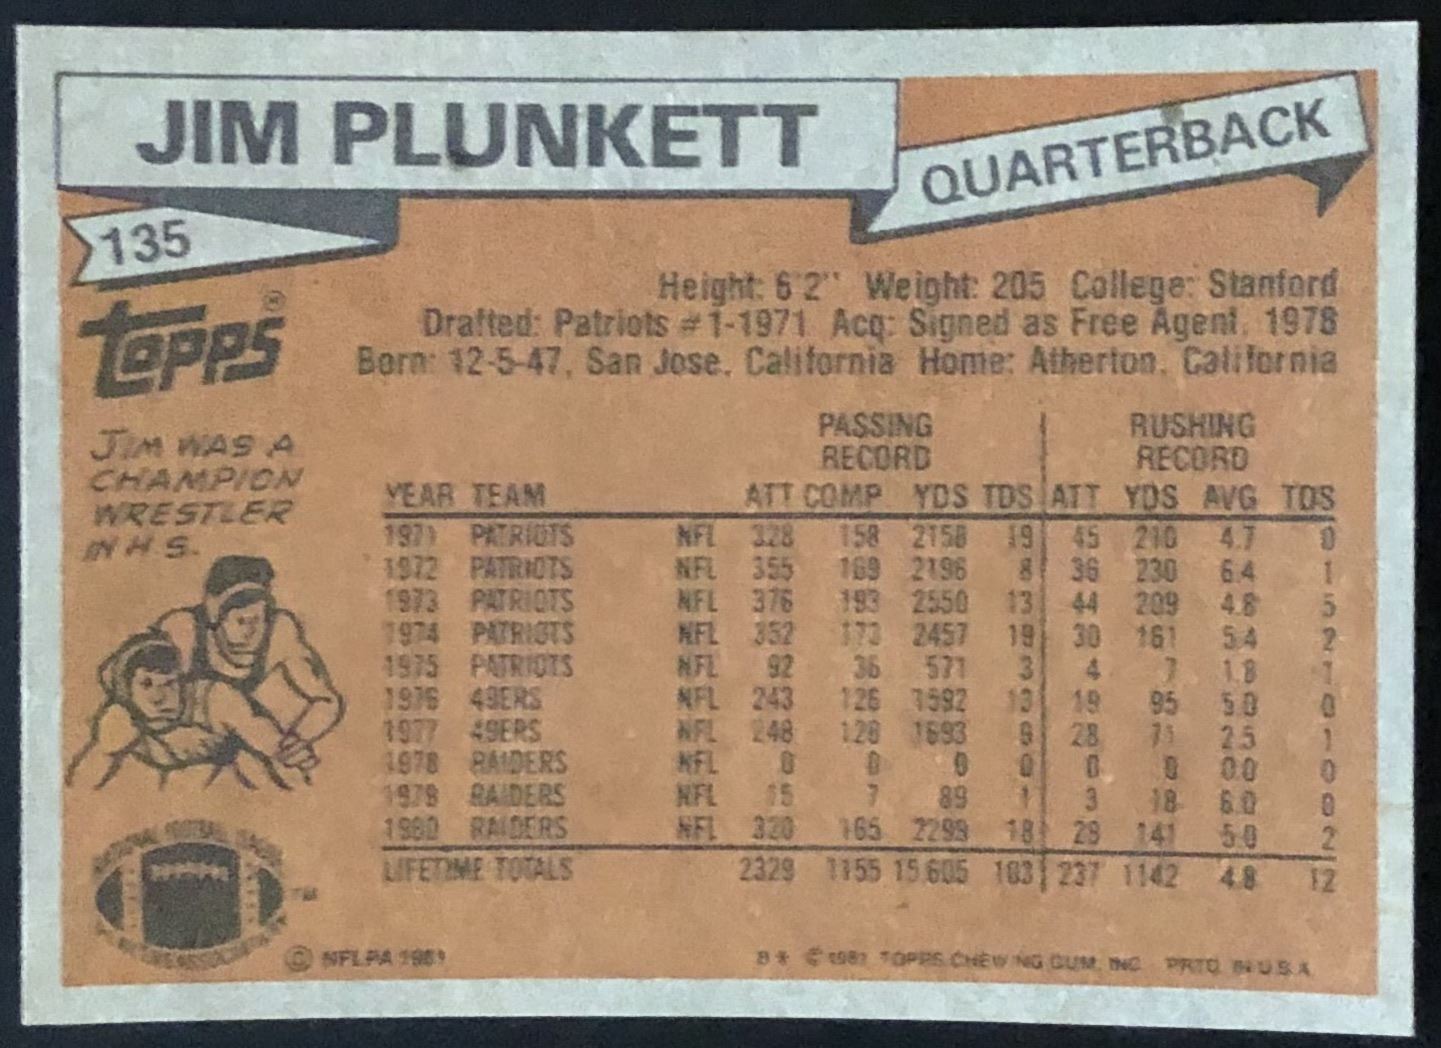 JIM PLUNKETT
QUARTERBACK
135
TOPPS®
Height: 6'2" Weight: 205 College: Stanford
Drafted: Patriots #1-1971 Acq: Signed as Free Agent, 1978
Born: 12-5-47, San Jose, California Home: Atherton, California
JIM WAS A
CHAMPION
WRESTLER
IN H.S.
PASSING RUSHING
RECORD RECORD
YEAR TEAM ATT COMP YDS TDS ATT YDS AVG TDS
1971 PATRIOTS NFL 328 158 2158 19 45 210 4.7 0
1972 PATRIOTS NFL 355 169 2196 8 36 230 6.4 1
1973 PATRIOTS NFL 376 193 2550 13 44 209 4.8 5
1974 PATRIOTS NFL 352 173 2457 19 30 161 5.4 2
1975 PATRIOTS NFL 92 36 571 3 4 7 1.8 1
1976 49ERS NFL 243 126 1592 13 19 95 5.0 0
1977 49ERS NFL 248 128 1693 9 28 71 2.5 1
1978 RAIDERS NFL 0 0 0 0 0 0 0.0 0
1979 RAIDERS NFL 15 7 89 1 3 18 6.0 0
1980 RAIDERS NFL 320 165 2299 18 28 141 5.0 2
LIFETIME TOTALS 2329 1155 15,605 103 237 1142 4.8 12
NATIONAL FOOTBALL LEAGUE
PLAYERS ASSOCIATION
TM
© NFLPA 1981
B* © 1981 TOPPS CHEWING GUM, INC. PRTD. IN U.S.A.